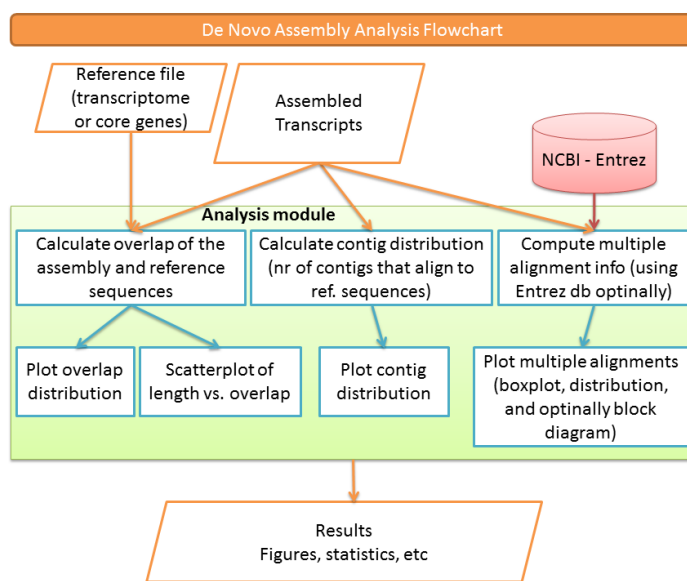 De Novo Assembly Analysis Flowchart
Reference file
(transcriptome
or core genes)
Assembled
Transcripts
NCBI - Entrez
Analysis module
Calculate overlap of the
assembly and reference
sequences
Calculate contig distribution
(nr of contigs that align to
ref. sequences)
Compute multiple
alignment info (using
Entrez db optinally)
Plot overlap
distribution
Scatterplot of
length vs. overlap
Plot contig
distribution
Plot multiple alignments
(boxplot, distribution,
and optinally block
diagram)
Results
Figures, statistics, etc